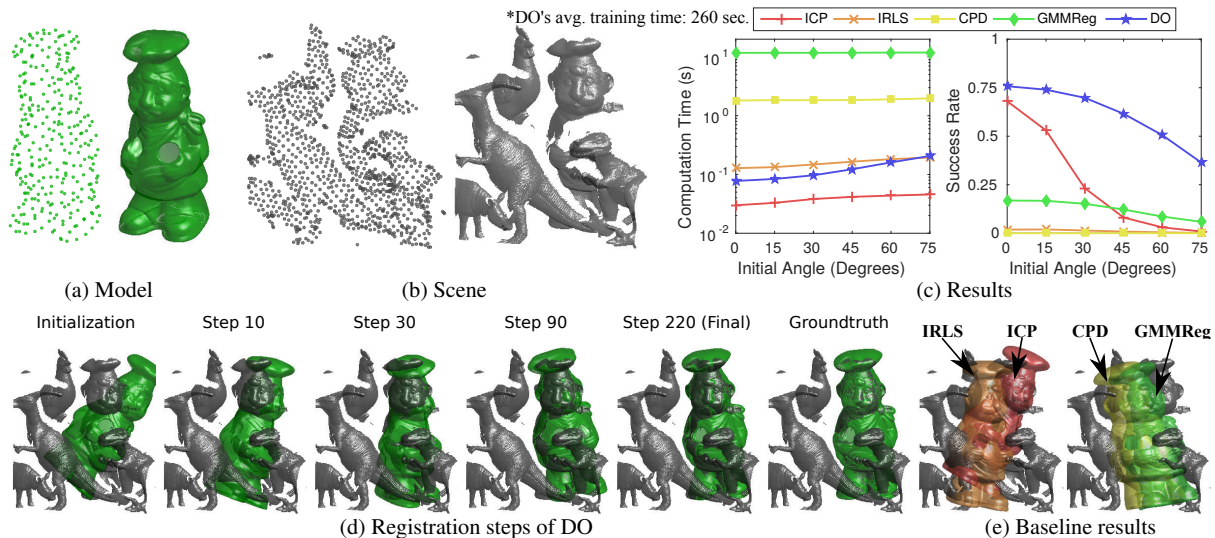 *DO's avg. training time: 260 sec.
ICP IRLS CPD GMMReg DO
Computation Time (s)
10^1
10^0
10^-1
10^-2
0 15 30 45 60 75
Initial Angle (Degrees)
Success Rate
1
0.75
0.5
0.25
0
0 15 30 45 60 75
Initial Angle (Degrees)
(a) Model
(b) Scene
(c) Results
Initialization
Step 10
Step 30
Step 90
Step 220 (Final)
Groundtruth
IRLS
ICP
CPD
GMMReg
(d) Registration steps of DO
(e) Baseline results